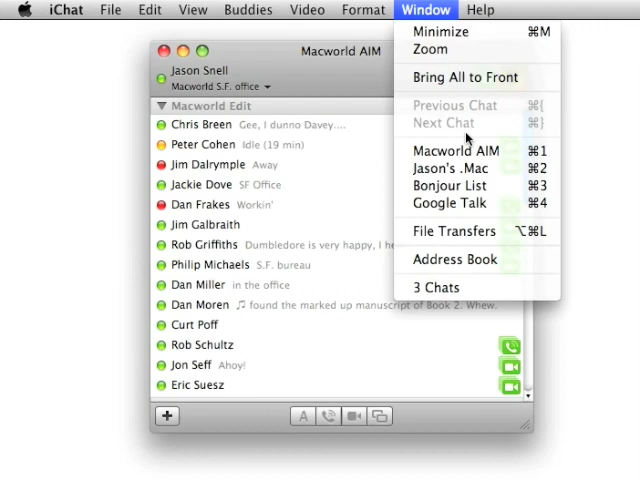 iChat File Edit View Buddies Video Format Window Help
Macworld AIM
Jason Snell
Macworld S.F. office
Macworld Edit
Chris Breen Gee, I dunno Davey....
Peter Cohen Idle (19 min)
Jim Dalrymple Away
Jackie Dove SF Office
Dan Frakes Workin'
Jim Galbraith
Rob Griffiths Dumbledore is very happy, I h
Philip Michaels S.F. bureau
Dan Miller in the office
Dan Moren ♫ found the marked up manuscript of Book 2. Whew.
Curt Poff
Rob Schultz
Jon Seff Ahoy!
Eric Suesz
A
Minimize ⌘M
Zoom
Bring All to Front
Previous Chat ⌘{
Next Chat ⌘}
Macworld AIM ⌘1
Jason's .Mac ⌘2
Bonjour List ⌘3
Google Talk ⌘4
File Transfers ⌥⌘L
Address Book
3 Chats